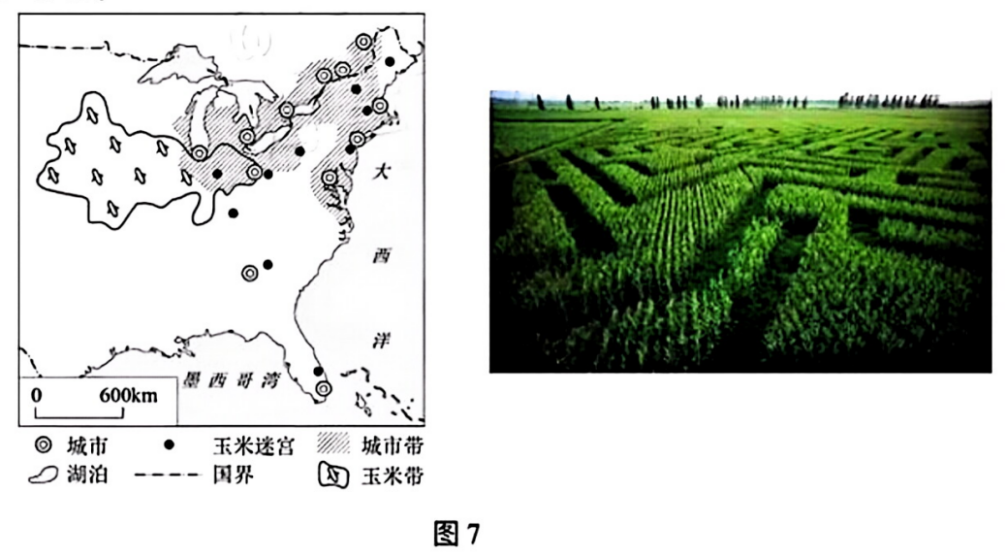 大
西
洋
墨西哥湾
0 600km
城市 玉米迷宫 城市带
湖泊 国界 玉米带
图7